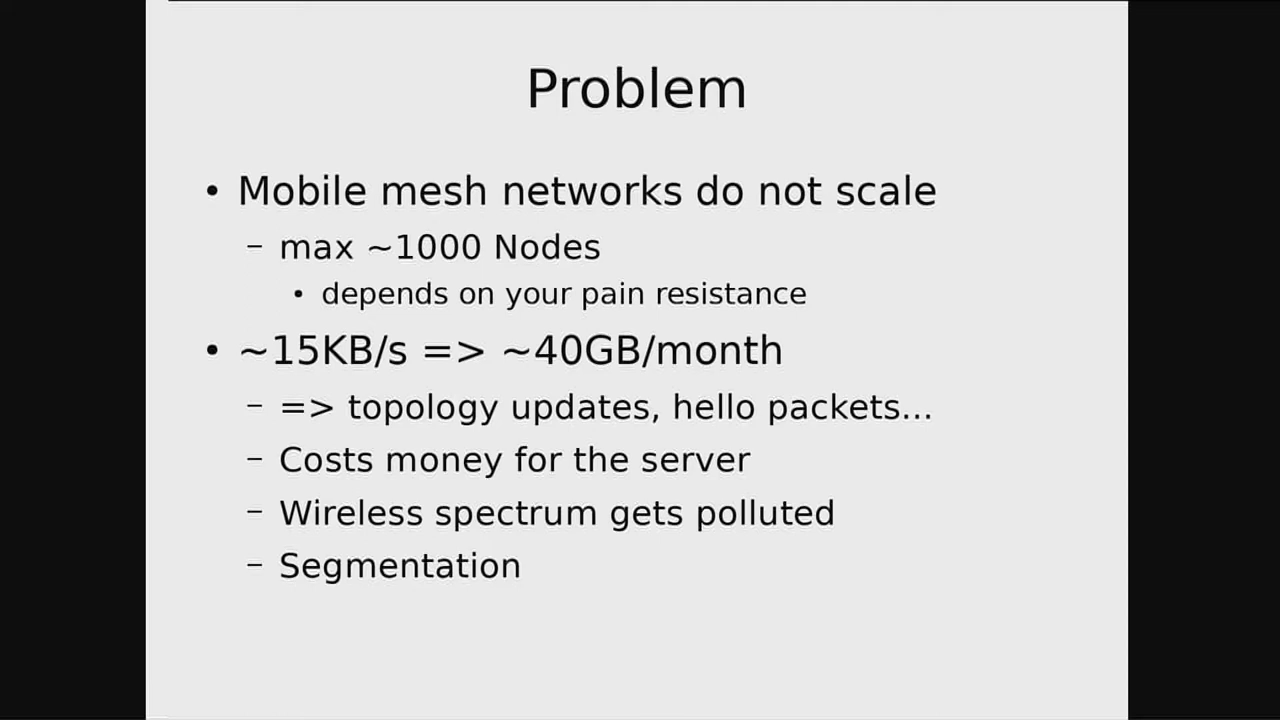 Problem
• Mobile mesh networks do not scale
– max ~1000 Nodes
• depends on your pain resistance
• ~15KB/s => ~40GB/month
– => topology updates, hello packets...
– Costs money for the server
– Wireless spectrum gets polluted
– Segmentation